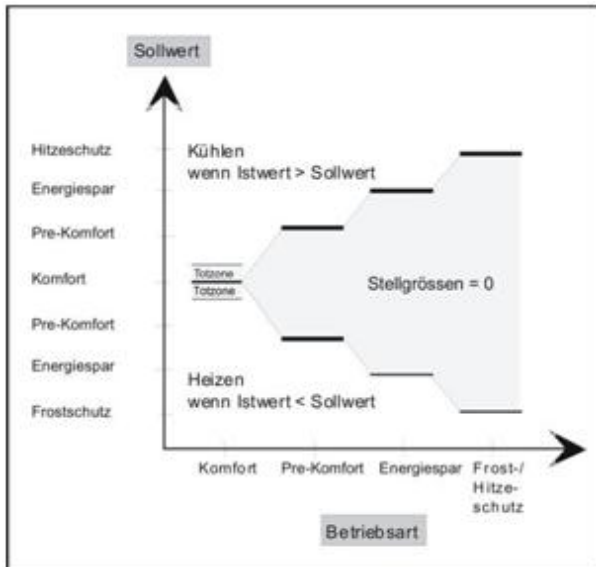 Sollwert
Hitzeschutz
Kühlen
wenn Istwert > Sollwert
Energiespar
Pre-Komfort
Totzone
Komfort
Totzone
Stellgrössen = 0
Pre-Komfort
Energiespar
Heizen
wenn Istwert < Sollwert
Frostschutz
Komfort
Pre-Komfort
Energiespar
Frost-/
Hitze-
schutz
Betriebsart